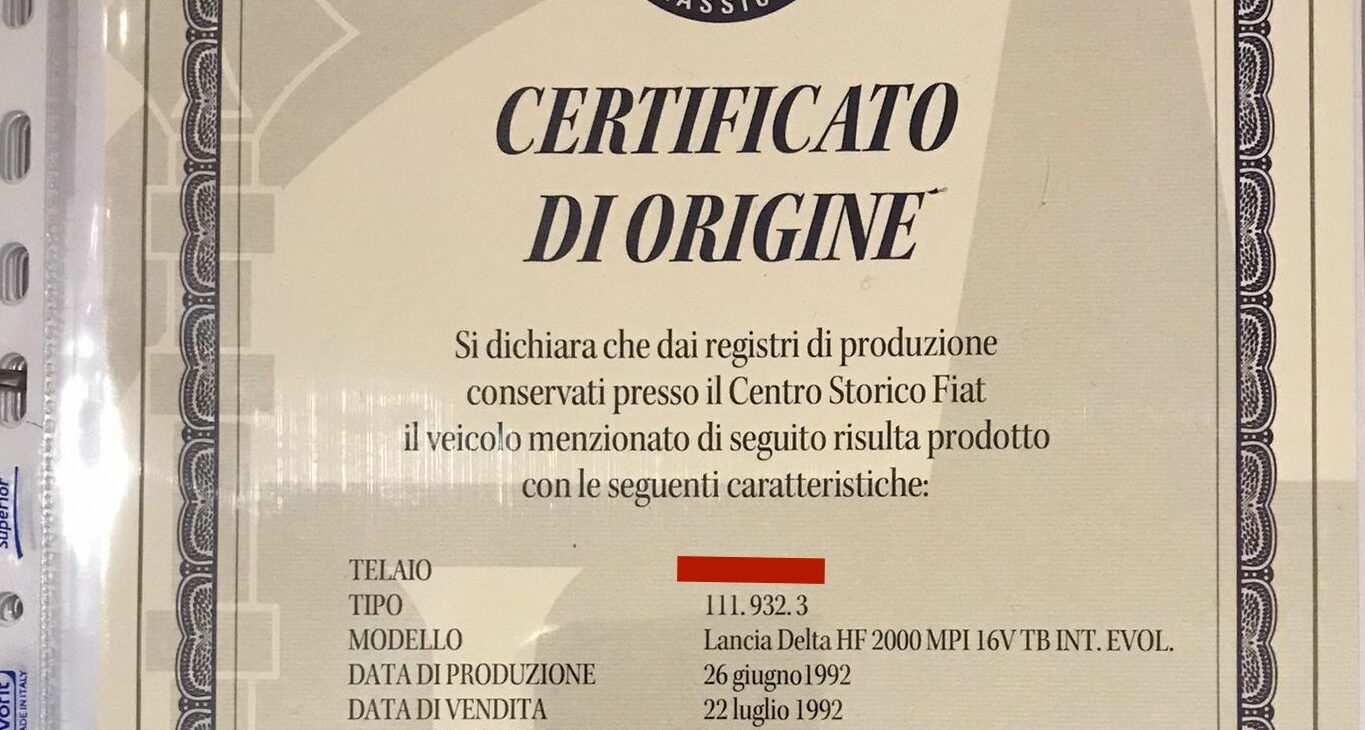 CERTIFICATO
DI ORIGINE
Si dichiara che dai registri di produzione
conservati presso il Centro Storico Fiat
il veicolo menzionato di seguito risulta prodotto
con le seguenti caratteristiche:
TELAIO
TIPO 111.932.3
MODELLO Lancia Delta HF 2000 MPI 16V TB INT. EVOL.
DATA DI PRODUZIONE 26 giugno1992
DATA DI VENDITA 22 luglio 1992
superior